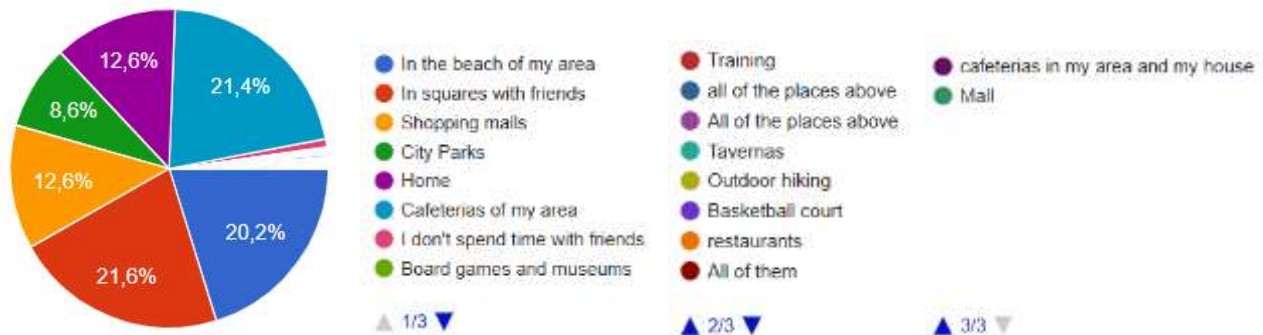 12,6%
21,4%
8,6%
12,6%
20,2%
21,6%
In the beach of my area
In squares with friends
Shopping malls
City Parks
Home
Cafeterias of my area
I don't spend time with friends
Board games and museums
1/3
Training
all of the places above
All of the places above
Tavernas
Outdoor hiking
Basketball court
restaurants
All of them
2/3
cafeterias in my area and my house
Mall
3/3